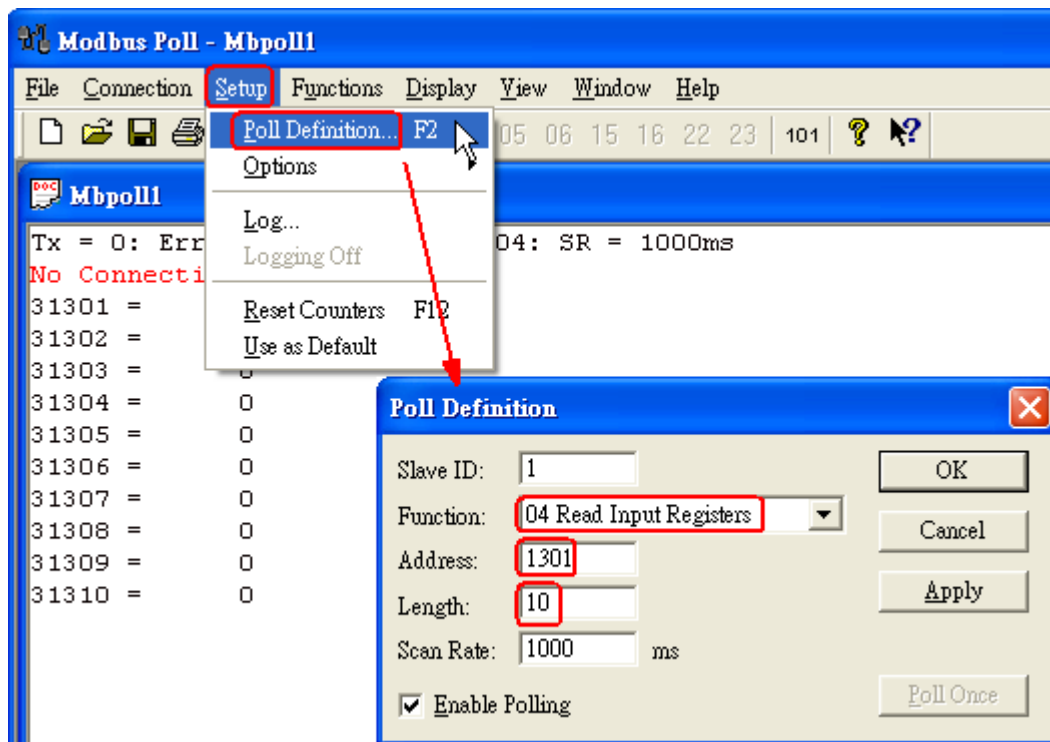 Modbus Poll - Mbpoll1
File Connection Setup Functions Display View Window Help
Poll Definition... F2
05 06 15 16 22 23 101
Options
DOC Mbpoll1
Log...
Tx = 0: Err 04: SR = 1000ms
Logging Off
No Connecti
31301 =
Reset Counters F12
31302 =
Use as Default
31303 = 0
31304 = 0
31305 = 0
31306 = 0
31307 = 0
31308 = 0
31309 = 0
31310 = 0
Poll Definition
Slave ID: 1 OK
Function: 04 Read Input Registers
Cancel
Address: 1301
Length: 10 Apply
Scan Rate: 1000 ms
Enable Polling Poll Once